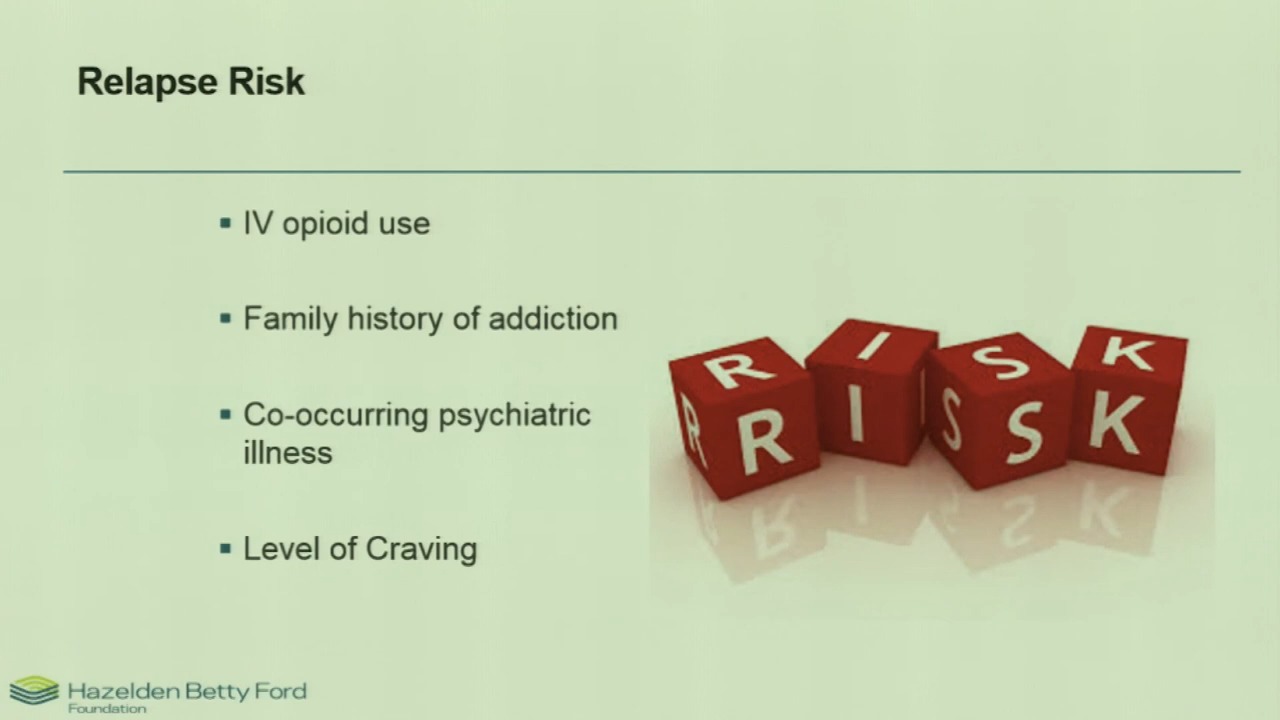 Relapse Risk
IV opioid use
Family history of addiction
Co-occurring psychiatric
illness
Level of Craving
R I S K
R R I I S S K
Hazelden Betty Ford
Foundation